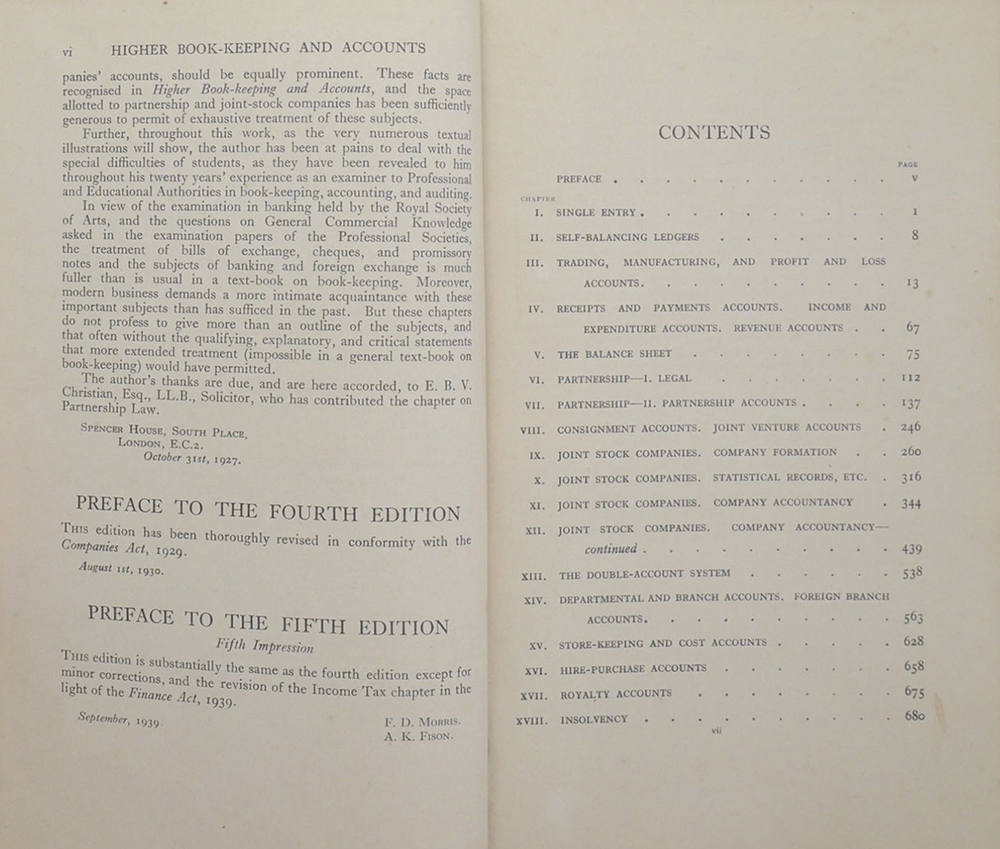 vi HIGHER BOOK-KEEPING AND ACCOUNTS
panies' accounts, should be equally prominent. These facts are
recognised in Higher Book-keeping and Accounts, and the space
allotted to partnership and joint-stock companies has been sufficiently
generous to permit of exhaustive treatment of these subjects.
Further, throughout this work, as the very numerous textual
illustrations will show, the author has been at pains to deal with the
special difficulties of students, as they have been revealed to him
throughout his twenty years' experience as an examiner to Professional
and Educational Authorities in book-keeping, accounting, and auditing.
In view of the examination in banking held by the Royal Society
of Arts, and the questions on General Commercial Knowledge
asked in the examination papers of the Professional Societies,
the treatment of bills of exchange, cheques, and promissory
notes and the subjects of banking and foreign exchange is much
fuller than is usual in a text-book on book-keeping. Moreover,
modern business demands a more intimate acquaintance with these
important subjects than has sufficed in the past. But these chapters
do not profess to give more than an outline of the subjects, and
that often without the qualifying, explanatory, and critical statements
that more extended treatment (impossible in a general text-book on
book-keeping) would have permitted.
The author's thanks are due, and are here accorded, to E. B. V.
Christian, Esq., LL.B., Solicitor, who has contributed the chapter on
Partnership Law.
SPENCER HOUSE, SOUTH PLACE,
LONDON, E.C.2.
October 31st, 1927.
PREFACE TO THE FOURTH EDITION
THIS edition has been thoroughly revised in conformity with the
Companies Act, 1929.
August 1st, 1930.
PREFACE TO THE FIFTH EDITION
Fifth Impression
THIS edition is substantially the same as the fourth edition except for
minor corrections, and the revision of the Income Tax chapter in the
light of the Finance Act, 1939.
September, 1939. F. D. MORRIS.
A. K. FISON.
CONTENTS
PAGE
PREFACE . . . . . . . . . . . v
CHAPTER
I. SINGLE ENTRY . . . . . . . . . . 1
II. SELF-BALANCING LEDGERS . . . . . . . 8
III. TRADING, MANUFACTURING, AND PROFIT AND LOSS
ACCOUNTS. . . . . . . . . . 13
IV. RECEIPTS AND PAYMENTS ACCOUNTS. INCOME AND
EXPENDITURE ACCOUNTS. REVENUE ACCOUNTS . . 67
V. THE BALANCE SHEET . . . . . . . . 75
VI. PARTNERSHIP—I. LEGAL . . . . . . . 112
VII. PARTNERSHIP—II. PARTNERSHIP ACCOUNTS . . . . 137
VIII. CONSIGNMENT ACCOUNTS. JOINT VENTURE ACCOUNTS . 246
IX. JOINT STOCK COMPANIES. COMPANY FORMATION . . 260
X. JOINT STOCK COMPANIES. STATISTICAL RECORDS, ETC. . 316
XI. JOINT STOCK COMPANIES. COMPANY ACCOUNTANCY . 344
XII. JOINT STOCK COMPANIES. COMPANY ACCOUNTANCY—
continued . . . . . . . . . . 439
XIII. THE DOUBLE-ACCOUNT SYSTEM . . . . . . 538
XIV. DEPARTMENTAL AND BRANCH ACCOUNTS. FOREIGN BRANCH
ACCOUNTS. . . . . . . . . . 563
XV. STORE-KEEPING AND COST ACCOUNTS . . . . . 628
XVI. HIRE-PURCHASE ACCOUNTS . . . . . . . 658
XVII. ROYALTY ACCOUNTS . . . . . . . . 675
XVIII. INSOLVENCY . . . . . . . . . . 680
vii